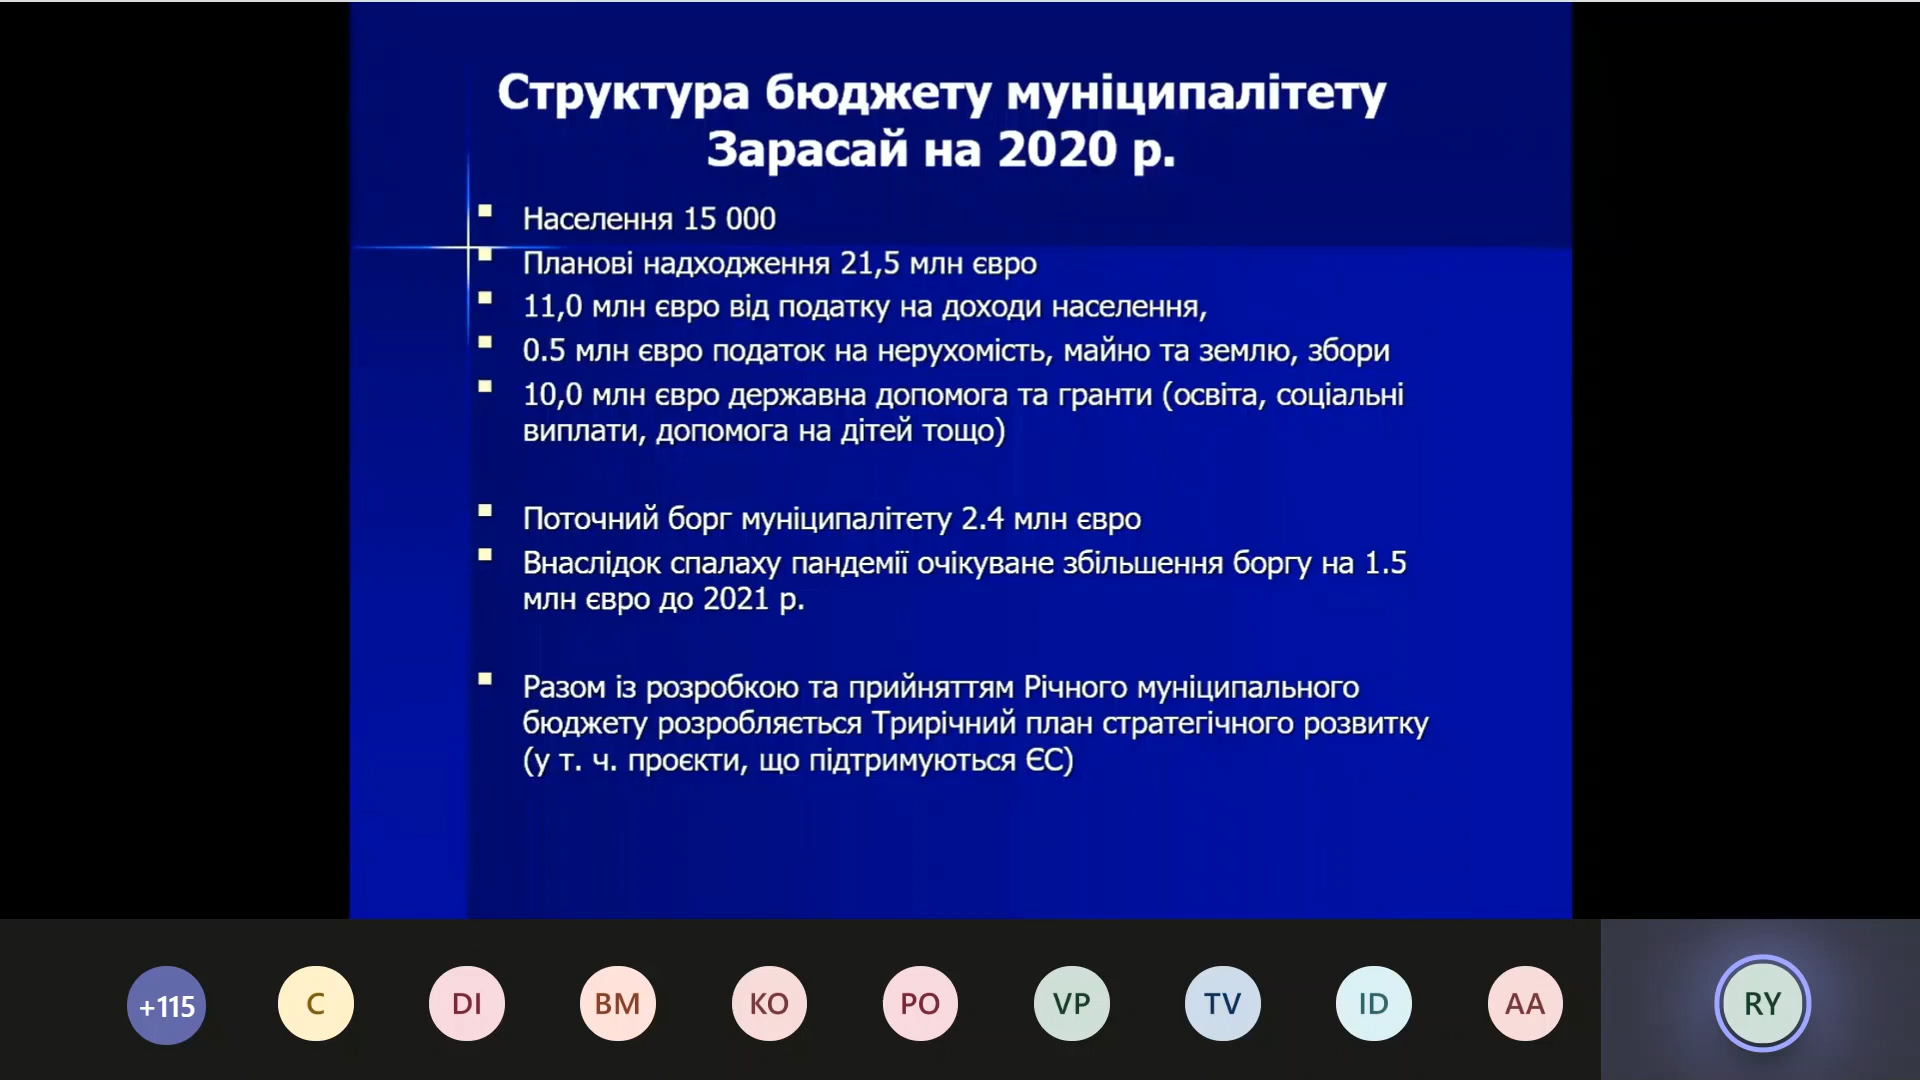 Структура бюджету муніципалітету
Зарасай на 2020 р.
Населення 15 000
Планові надходження 21,5 млн євро
11,0 млн євро від податку на доходи населення,
0.5 млн євро податок на нерухомість, майно та землю, збори
10,0 млн євро державна допомога та гранти (освіта, соціальні
виплати, допомога на дітей тощо)
Поточний борг муніципалітету 2.4 млн євро
Внаслідок спалаху пандемії очікуване збільшення боргу на 1.5
млн євро до 2021 р.
Разом із розробкою та прийняттям Річного муніципального
бюджету розробляється Трирічний план стратегічного розвитку
(у т. ч. проєкти, що підтримуються ЄС)
+115 C DI BM KO PO VP TV ID AA RY